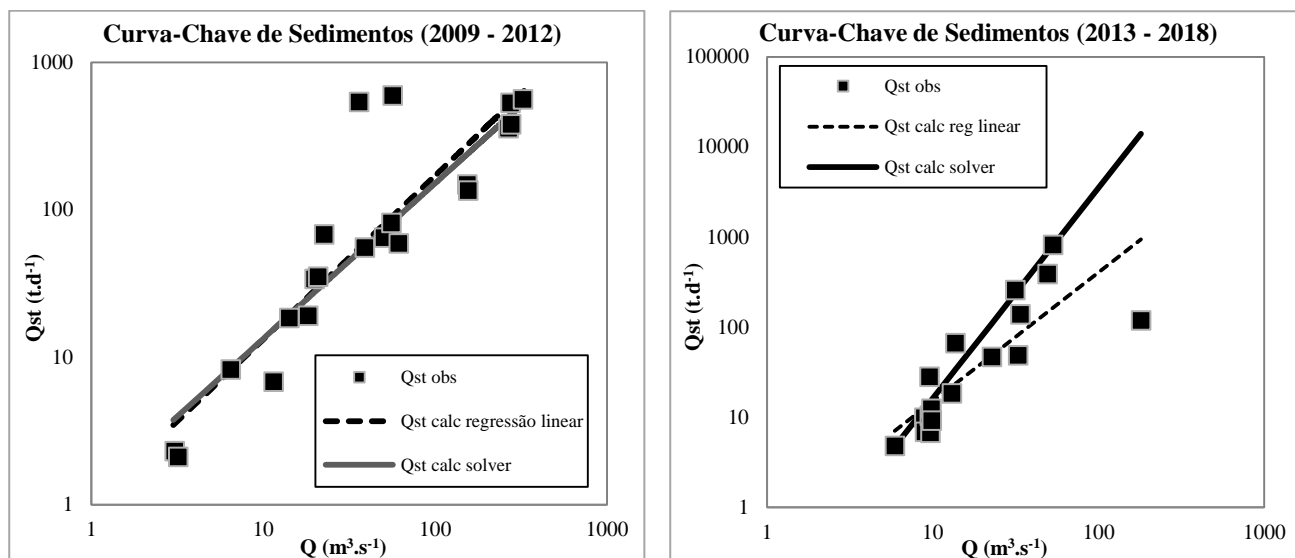 Curva-Chave de Sedimentos (2009 - 2012)
1000
100
10
1
Qst (t.d-1)
Qst obs
Qst calc regressão linear
Qst calc solver
1 10 100 1000
Q (m3.s-1)
Curva-Chave de Sedimentos (2013 - 2018)
100000
10000
1000
100
10
1
Qst (t.d-1)
Qst obs
Qst calc reg linear
Qst calc solver
1 10 100 1000
Q (m3.s-1)